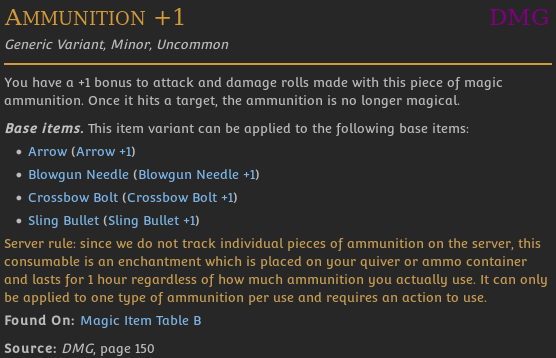 AMMUNITION +1 DMG
Generic Variant, Minor, Uncommon
You have a +1 bonus to attack and damage rolls made with this piece of magic
ammunition. Once it hits a target, the ammunition is no longer magical.
Base items. This item variant can be applied to the following base items:
• Arrow (Arrow +1)
• Blowgun Needle (Blowgun Needle +1)
• Crossbow Bolt (Crossbow Bolt +1)
• Sling Bullet (Sling Bullet +1)
Server rule: since we do not track individual pieces of ammunition on the server, this
consumable is an enchantment which is placed on your quiver or ammo container
and lasts for 1 hour regardless of how much ammunition you actually use. It can only
be applied to one type of ammunition per use and requires an action to use.
Found On: Magic Item Table B
Source: DMG, page 150